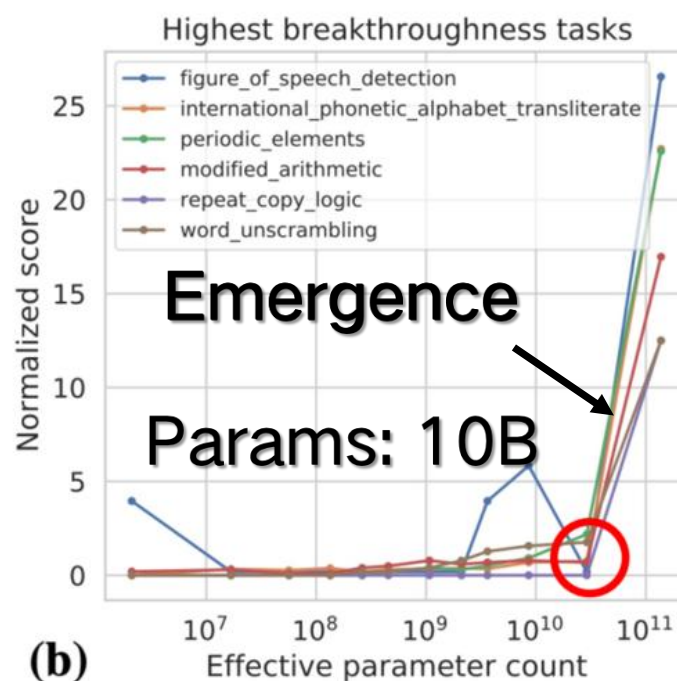 Highest breakthroughness tasks
figure_of_speech_detection
international_phonetic_alphabet_transliterate
periodic_elements
modified_arithmetic
repeat_copy_logic
word_unscrambling
Normalized score
25
20
15
10
5
0
Emergence
Params: 10B
10⁷ 10⁸ 10⁹ 10¹⁰ 10¹¹
(b) Effective parameter count